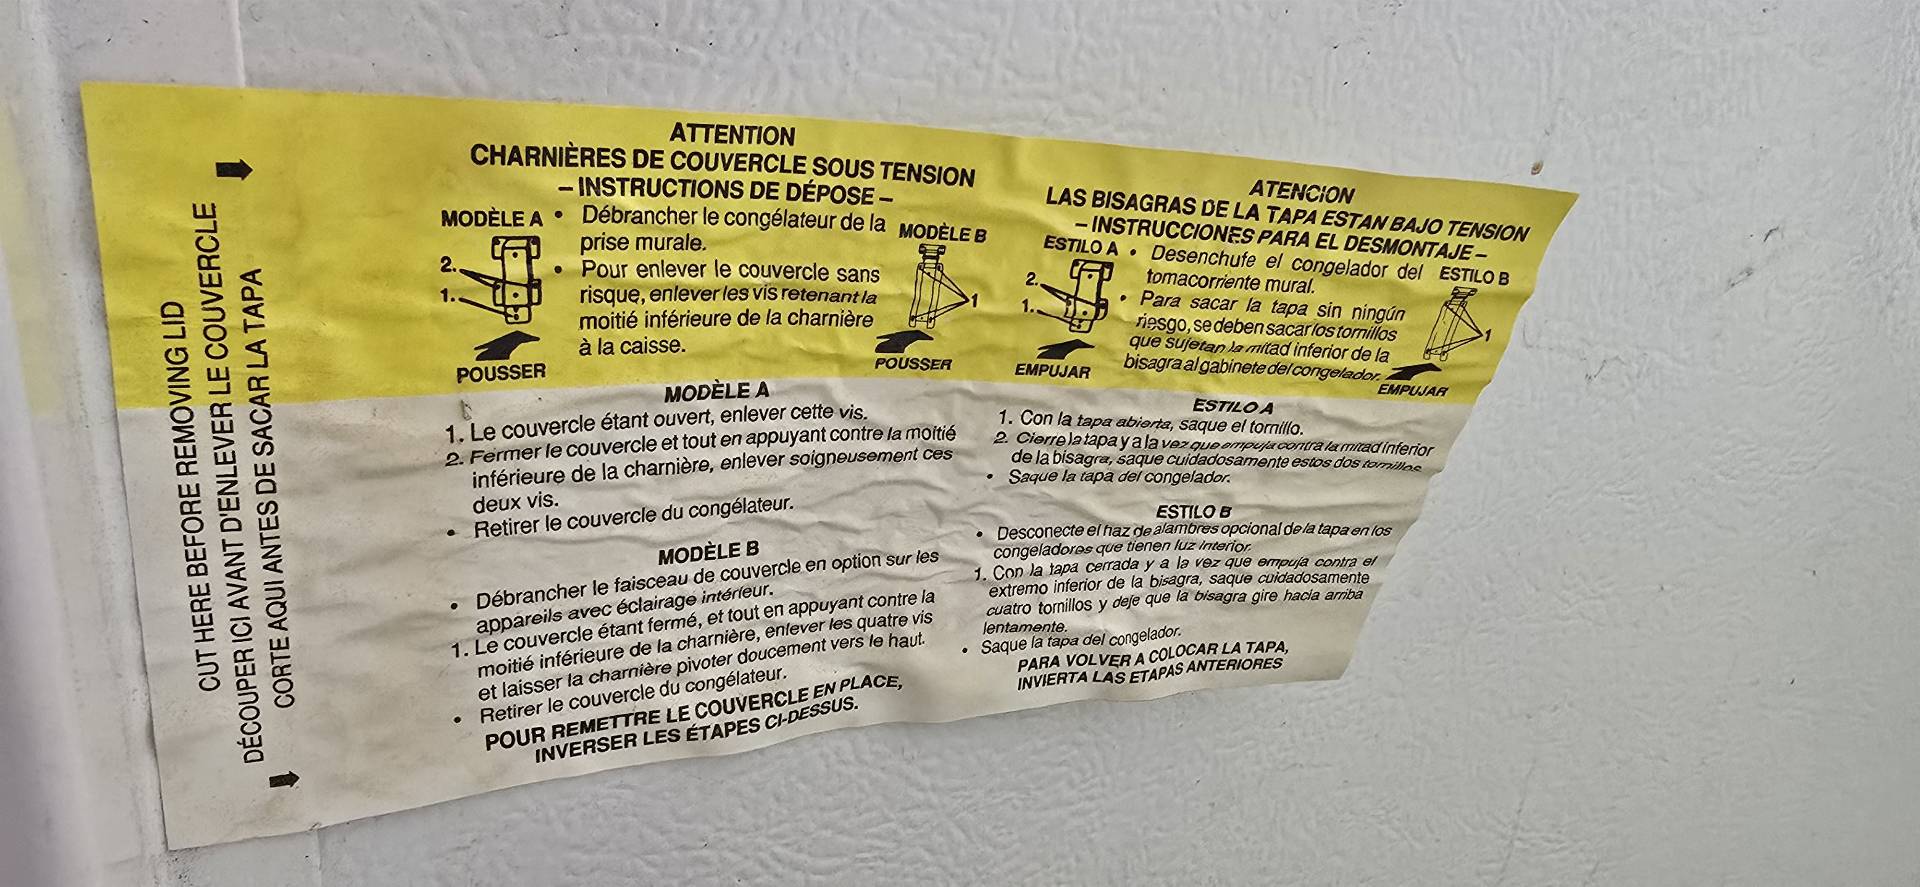 CUT HERE BEFORE REMOVING LID
DÉCOUPER ICI AVANT D'ENLEVER LE COUVERCLE
CORTE AQUI ANTES DE SACAR LA TAPA
ATTENTION
CHARNIÈRES DE COUVERCLE SOUS TENSION
– INSTRUCTIONS DE DÉPOSE –
MODÈLE A
2.
1.
POUSSER
• Débrancher le congélateur de la
prise murale.
• Pour enlever le couvercle sans
risque, enlever les vis retenant la
moitié inférieure de la charnière
à la caisse.
MODÈLE B
1
POUSSER
MODÈLE A
1. Le couvercle étant ouvert, enlever cette vis.
2. Fermer le couvercle et tout en appuyant contre la moitié
inférieure de la charnière, enlever soigneusement ces
deux vis.
• Retirer le couvercle du congélateur.
MODÈLE B
• Débrancher le faisceau de couvercle en option sur les
appareils avec éclairage intérieur.
1. Le couvercle étant fermé, et tout en appuyant contre la
moitié inférieure de la charnière, enlever les quatre vis
et laisser la charnière pivoter doucement vers le haut.
• Retirer le couvercle du congélateur.
POUR REMETTRE LE COUVERCLE EN PLACE,
INVERSER LES ÉTAPES CI-DESSUS.
ATENCION
LAS BISAGRAS DE LA TAPA ESTAN BAJO TENSION
– INSTRUCCIONES PARA EL DESMONTAJE –
ESTILO A
2.
1.
EMPUJAR
• Desenchufe el congelador del
tomacorriente mural.
• Para sacar la tapa sin ningún
riesgo, se deben sacar los tornillos
que sujetan la mitad inferior de la
bisagra al gabinete del congelador.
ESTILO B
1
EMPUJAR
ESTILO A
1. Con la tapa abierta, saque el tornillo.
2. Cierre la tapa y a la vez que empuja contra la mitad inferior
de la bisagra, saque cuidadosamente estos dos tornillos.
• Saque la tapa del congelador.
ESTILO B
• Desconecte el haz de alambres opcional de la tapa en los
congeladores que tienen luz interior.
1. Con la tapa cerrada y a la vez que empuja contra el
extremo inferior de la bisagra, saque cuidadosamente
cuatro tornillos y deje que la bisagra gire hacia arriba
lentamente.
• Saque la tapa del congelador.
PARA VOLVER A COLOCAR LA TAPA,
INVIERTA LAS ETAPAS ANTERIORES